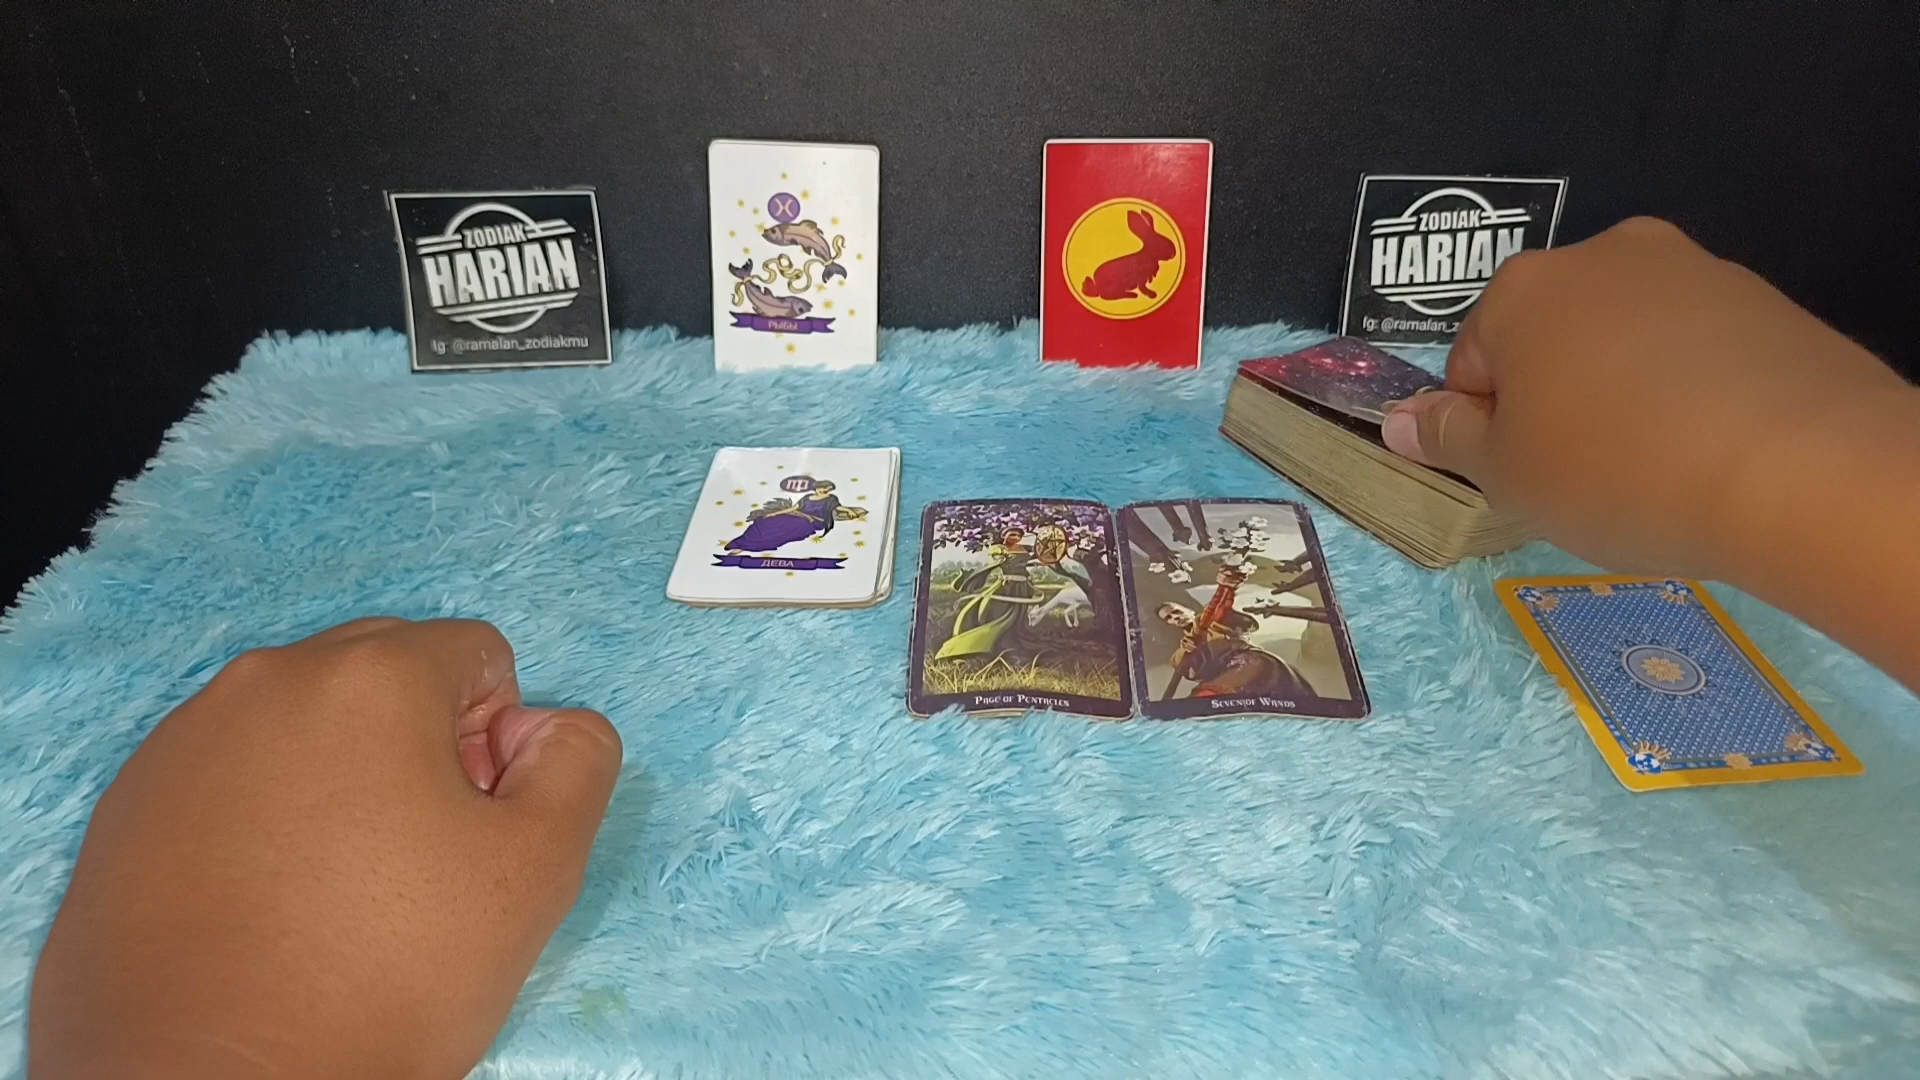 ZODIAK
HARIAN
Ig: @ramalan_zodiakmu
РЫБЫ
ZODIAK
HARIAN
Ig: @ramalan_z
ДЕВА
PAGE OF PENTACLES
SEVEN OF WANDS